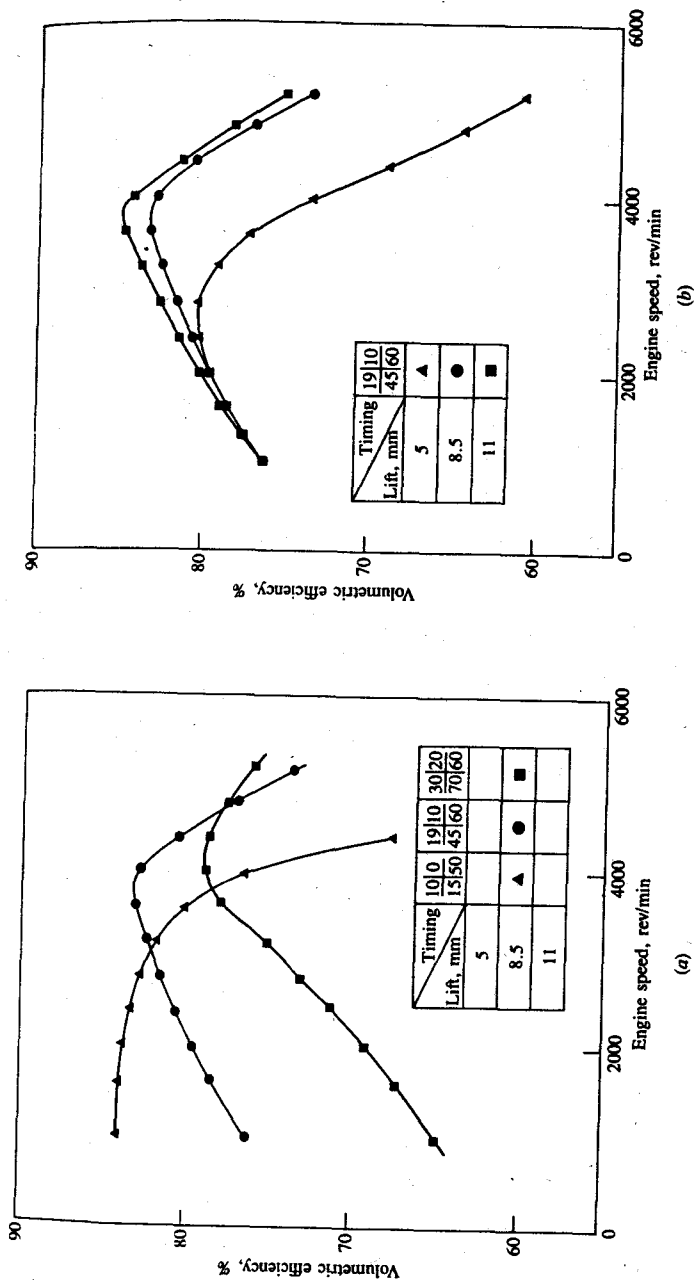 90
80
70
60
Volumetric efficiency, %
0
2000
4000
6000
Engine speed, rev/min
Timing 10|0 19|10 30|20
Lift, mm 15|50 45|60 70|60
5
8.5 ▲ ● ■
11
(a)
90
80
70
60
Volumetric efficiency, %
0
2000
4000
6000
Engine speed, rev/min
Timing 19|10
Lift, mm 45|60
5 ▲
8.5 ●
11 ■
(b)